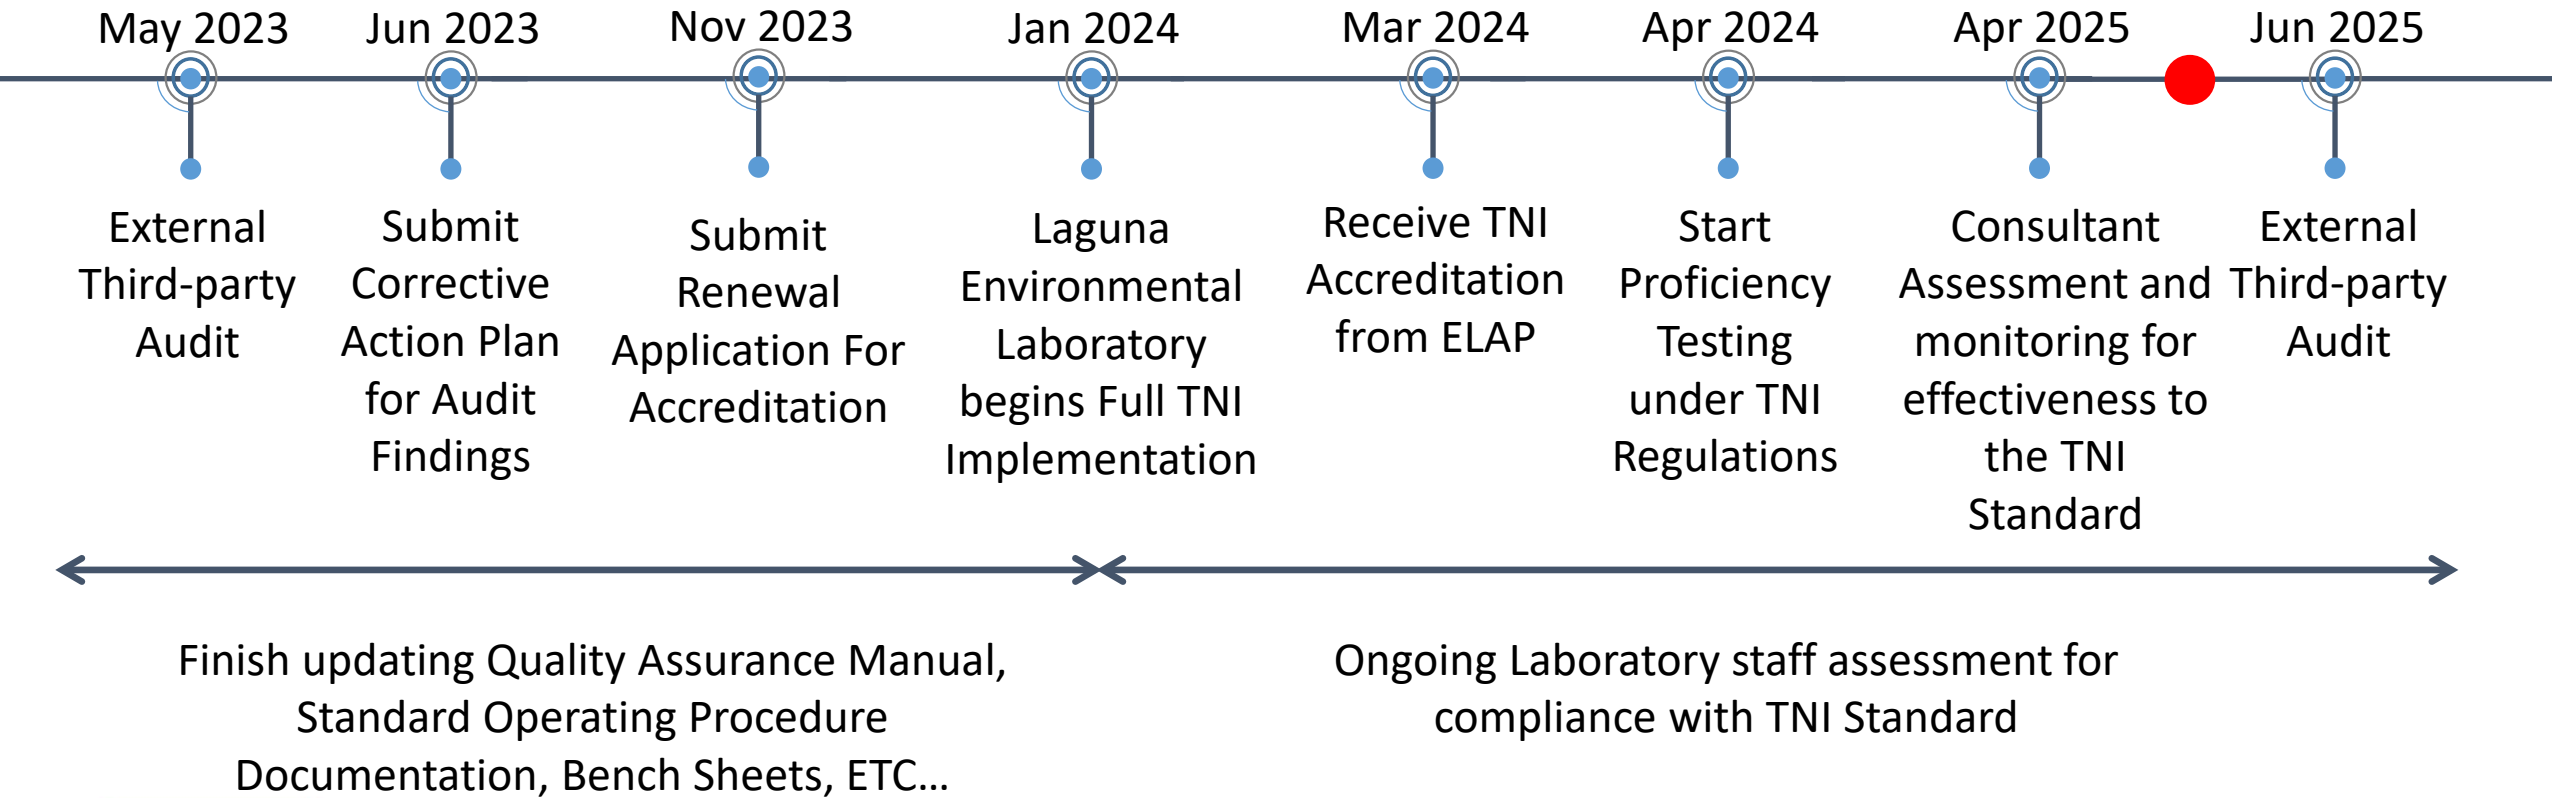 May 2023
Jun 2023
Nov 2023
Jan 2024
Mar 2024
Apr 2024
Apr 2025
Jun 2025
External
Third-party
Audit
Submit
Corrective
Action Plan
for Audit
Findings
Submit
Renewal
Application For
Accreditation
Laguna
Environmental
Laboratory
begins Full TNI
Implementation
Receive TNI
Accreditation
from ELAP
Start
Proficiency
Testing
under TNI
Regulations
Consultant
Assessment and
monitoring for
effectiveness to
the TNI
Standard
External
Third-party
Audit
Finish updating Quality Assurance Manual,
Standard Operating Procedure
Documentation, Bench Sheets, ETC...
Ongoing Laboratory staff assessment for
compliance with TNI Standard